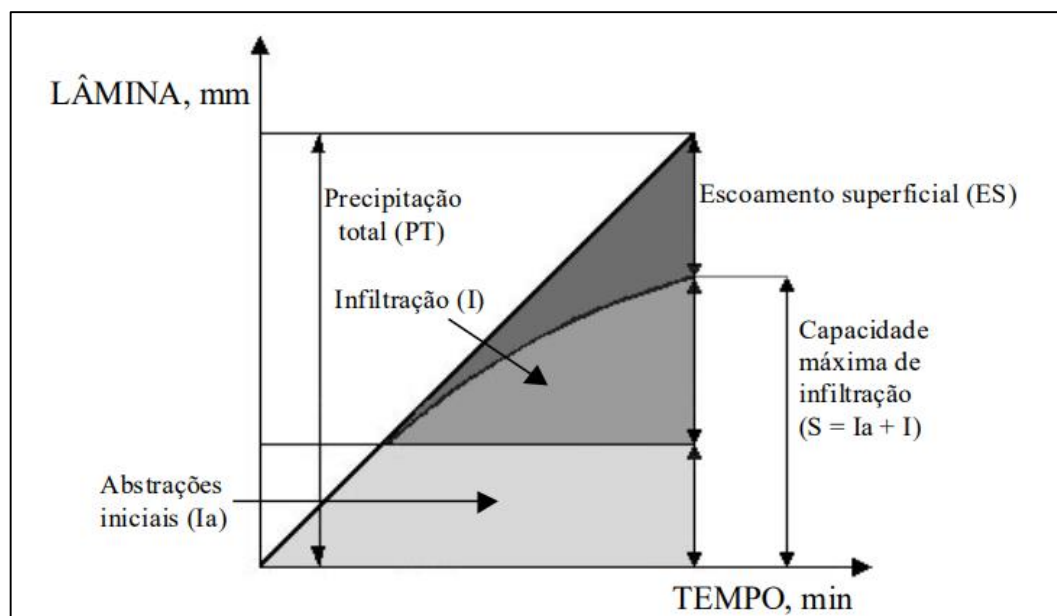 LÂMINA, mm
Precipitação
total (PT)
Escoamento superficial (ES)
Infiltração (I)
Capacidade
máxima de
infiltração
(S = Ia + I)
Abstrações
iniciais (Ia)
TEMPO, min